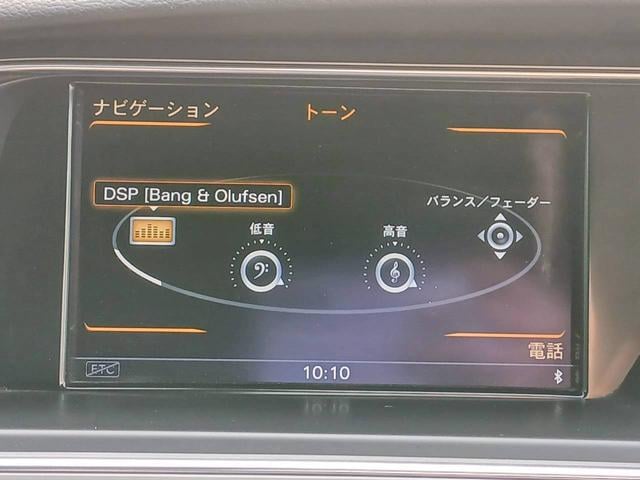 ナビゲーション
トーン
DSP [Bang & Olufsen]
バランス／フェーダー
低音
高音
電話
ETC
10:10